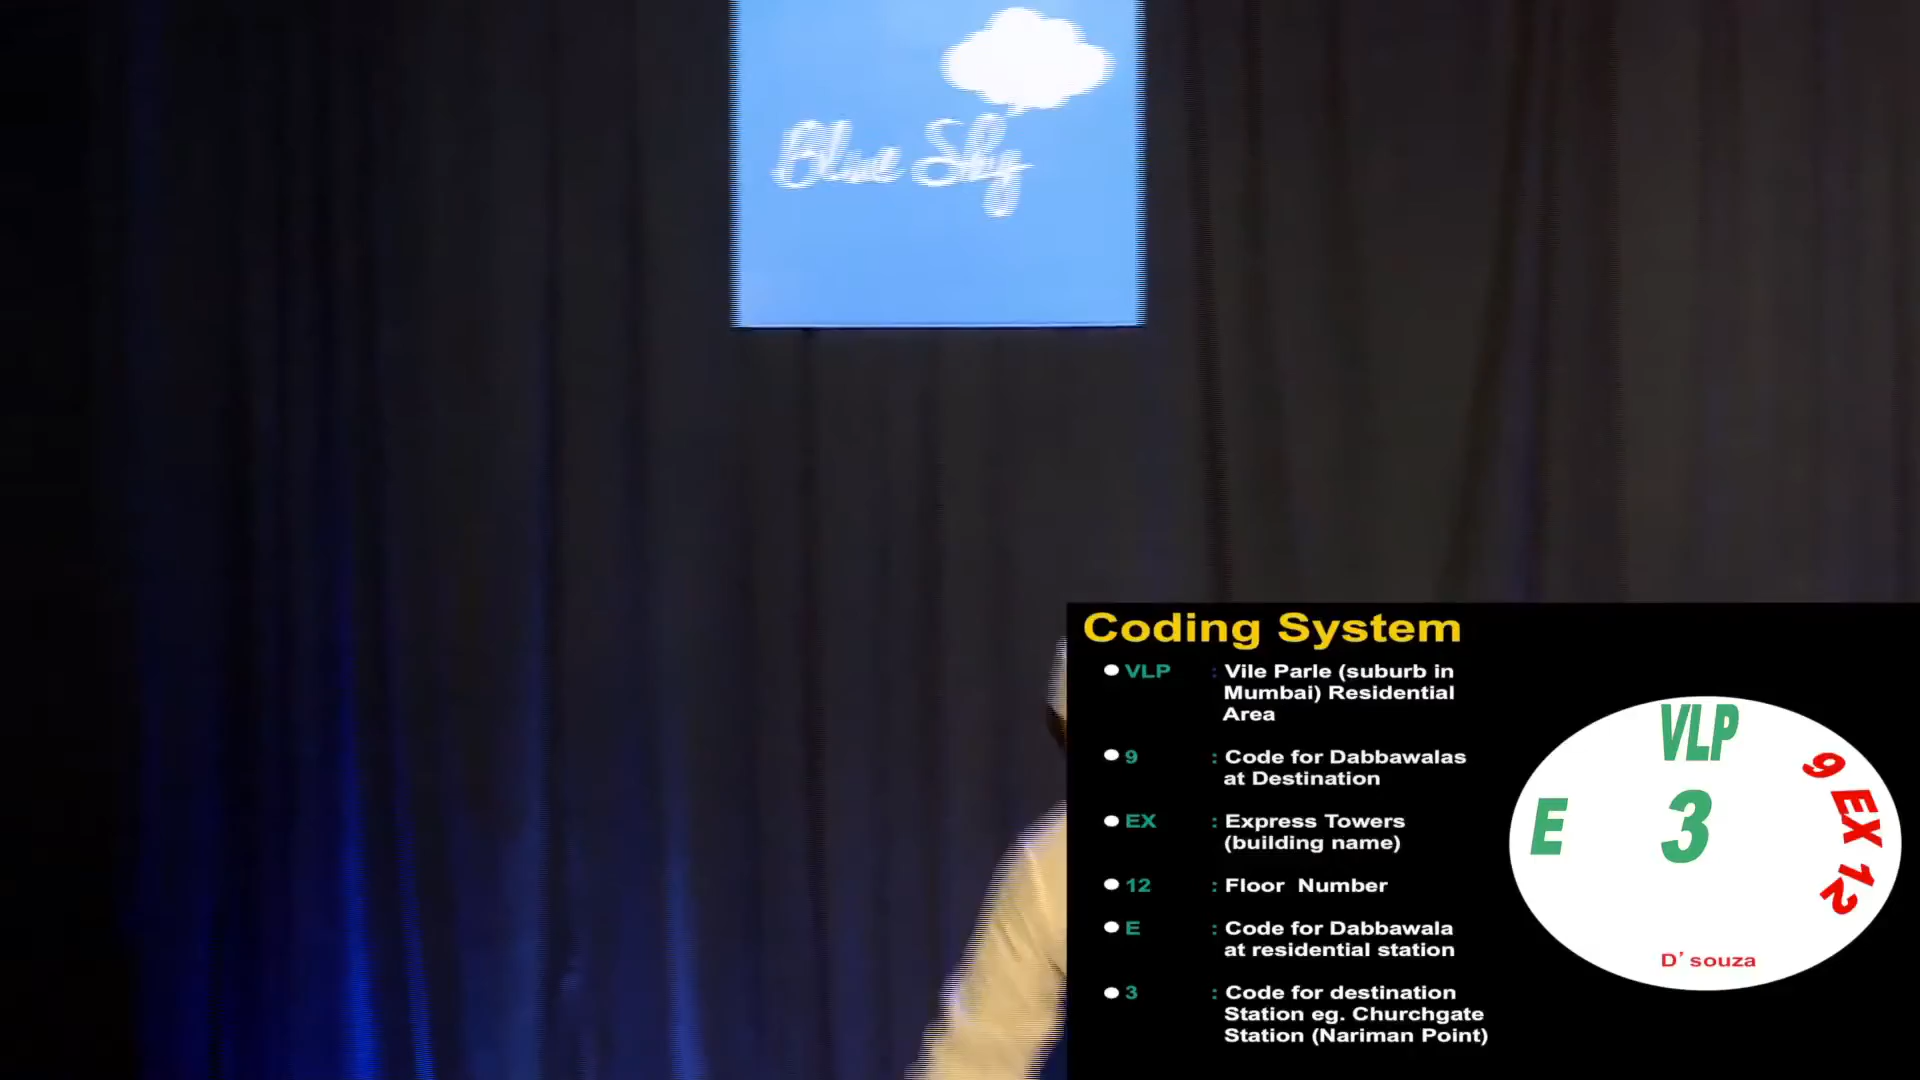 Blue Sky
Coding System
VLP : Vile Parle (suburb in
Mumbai) Residential
Area
9 : Code for Dabbawalas
at Destination
EX : Express Towers
(building name)
12 : Floor Number
E : Code for Dabbawala
at residential station
3 : Code for destination
Station eg. Churchgate
Station (Nariman Point)
VLP
E 3
9 EX 12
D' souza